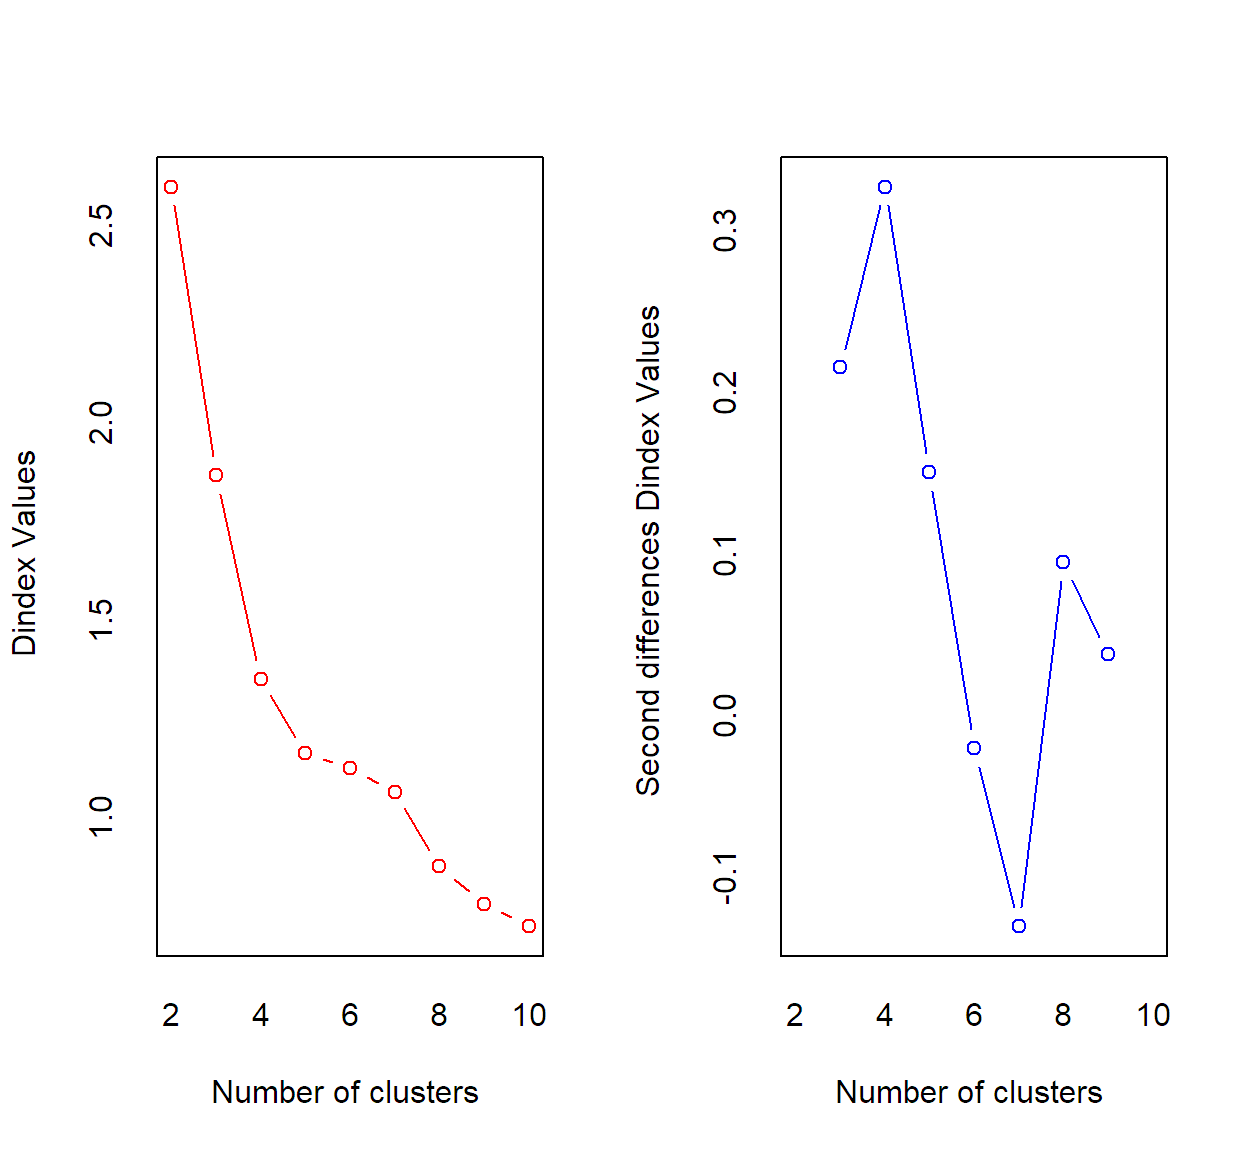 Dindex Values
2.5
2.0
1.5
1.0
2 4 6 8 10
Number of clusters
Second differences Dindex Values
0.3
0.2
0.1
0.0
-0.1
2 4 6 8 10
Number of clusters